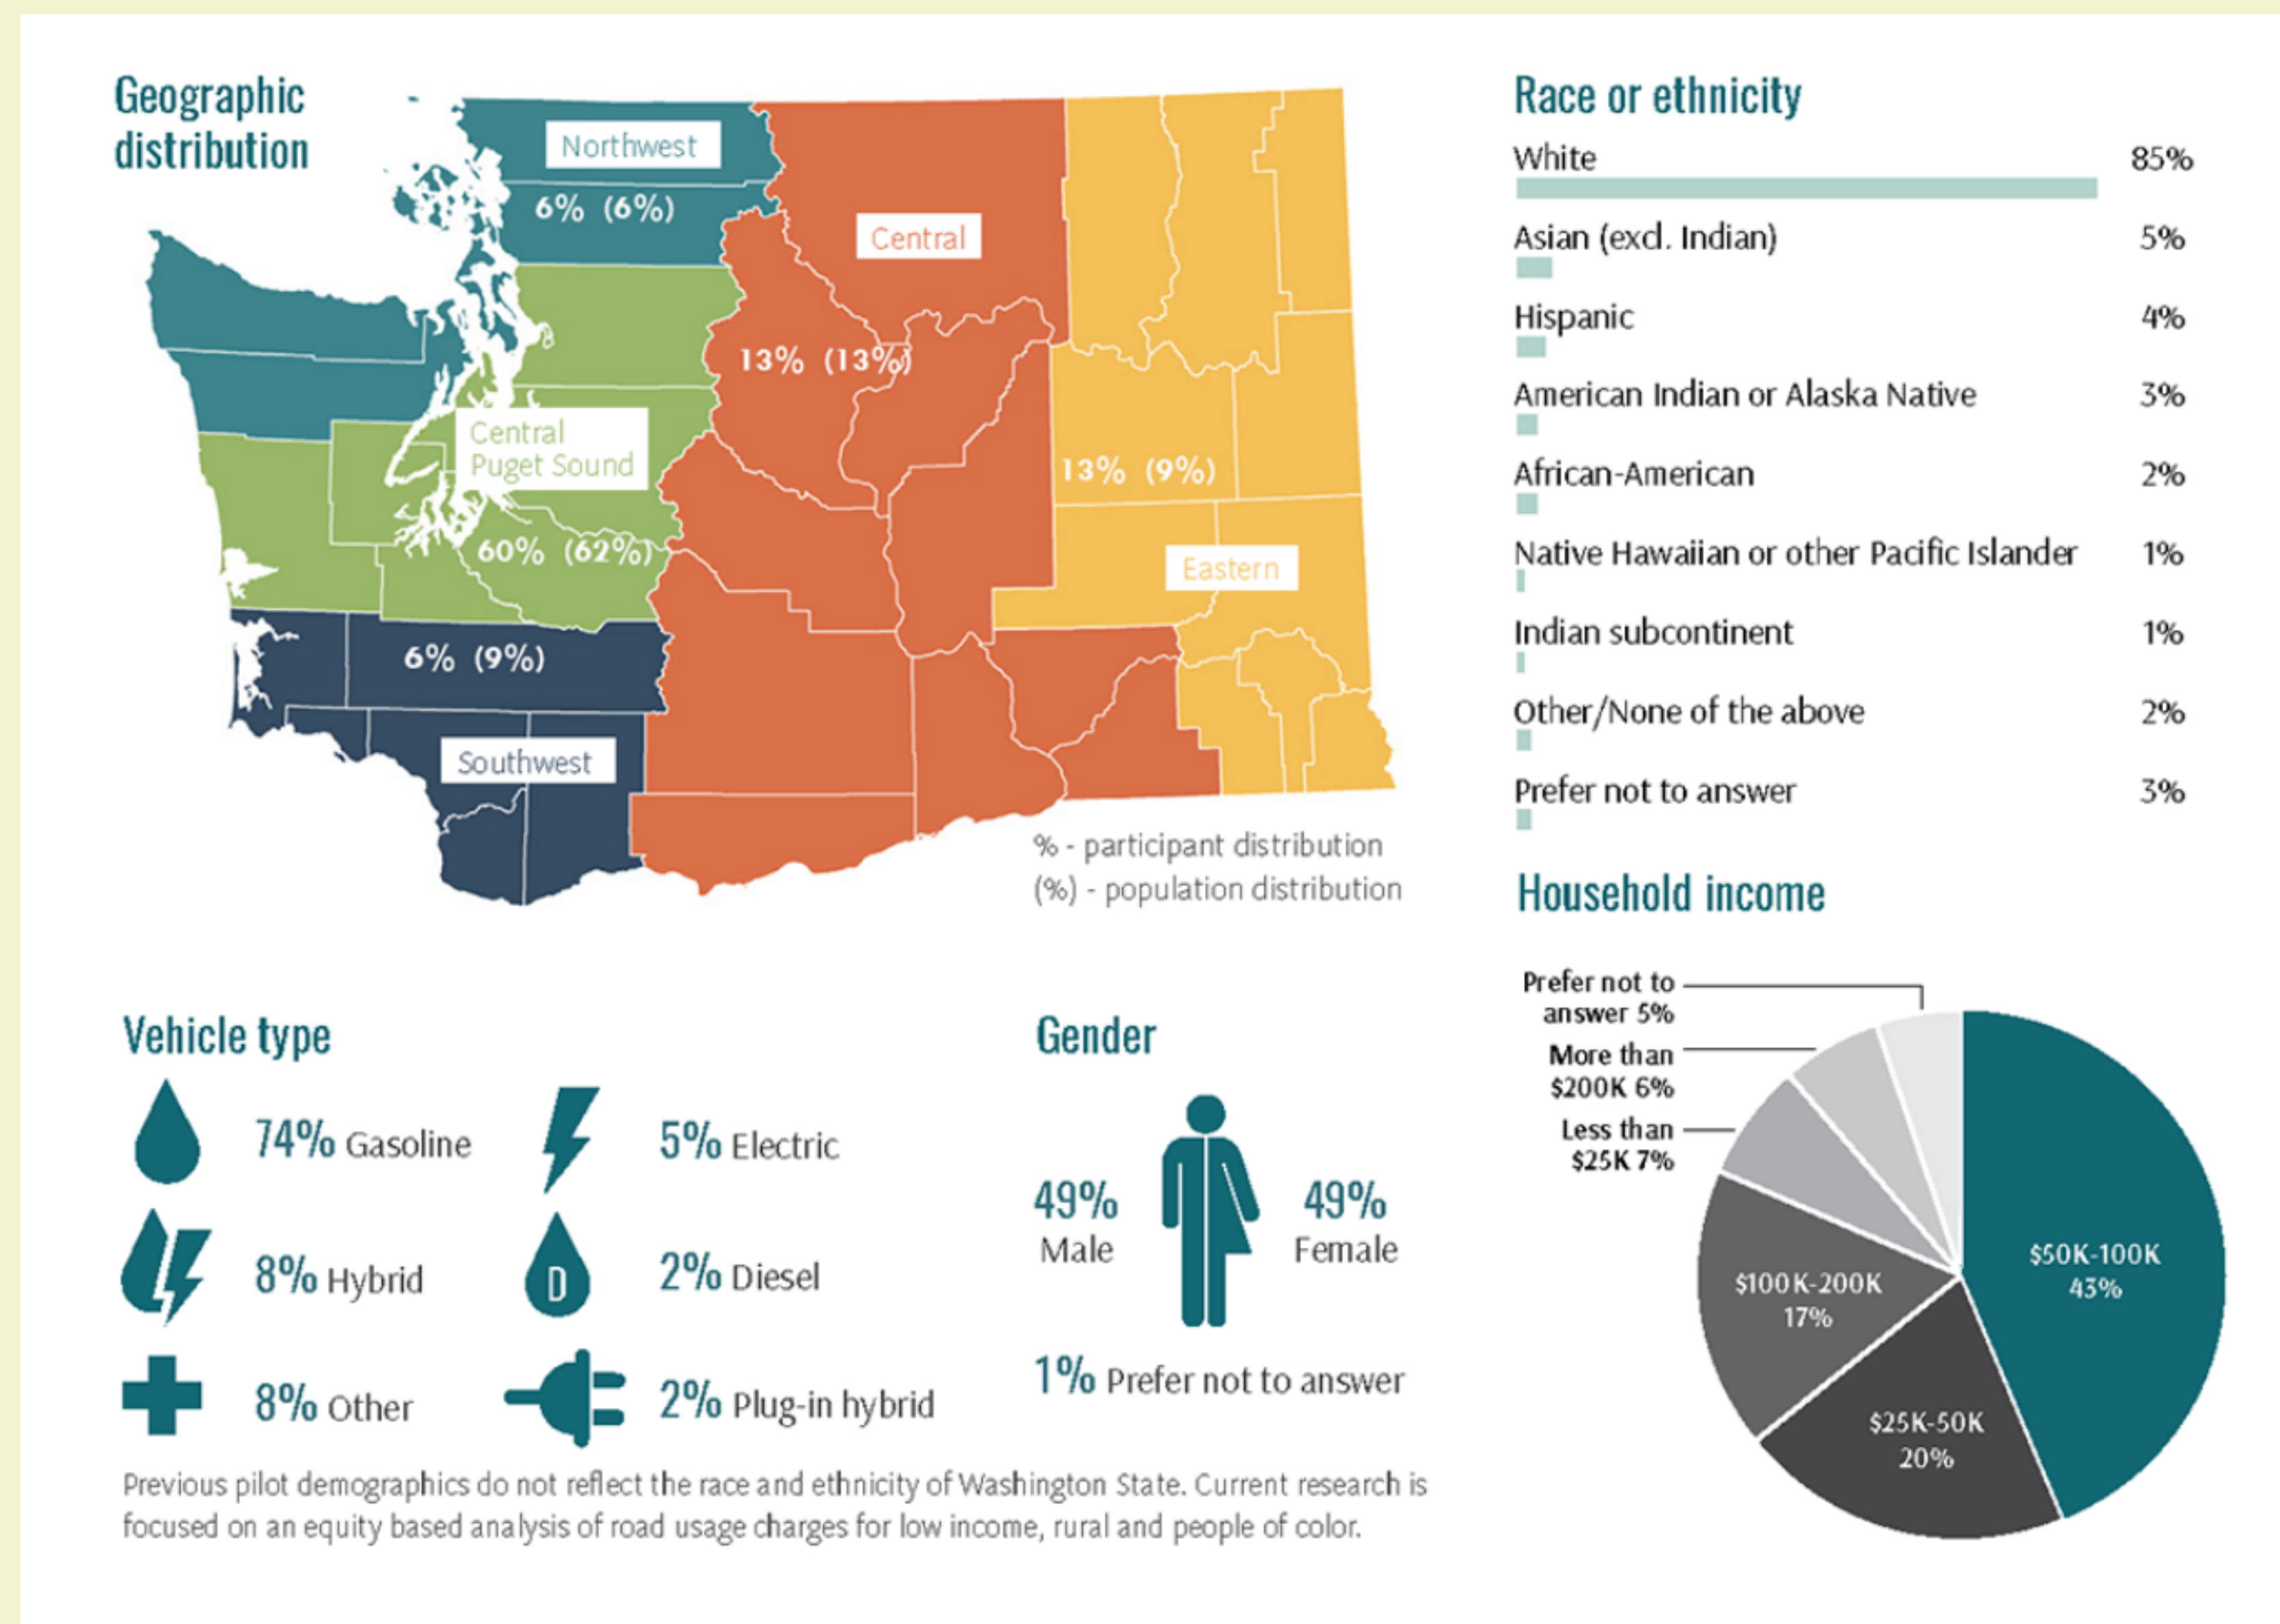 Geographic
distribution
Northwest
6% (6%)
Central
13% (13%)
Central
Puget Sound
60% (62%)
13% (9%)
Eastern
6% (9%)
Southwest
% - participant distribution
(%) - population distribution
Race or ethnicity
White 85%
Asian (excl. Indian) 5%
Hispanic 4%
American Indian or Alaska Native 3%
African-American 2%
Native Hawaiian or other Pacific Islander 1%
Indian subcontinent 1%
Other/None of the above 2%
Prefer not to answer 3%
Household income
Prefer not to
answer 5%
More than
$200K 6%
Less than
$25K 7%
$50K-100K
43%
$100K-200K
17%
$25K-50K
20%
Vehicle type
74% Gasoline
5% Electric
8% Hybrid
D
2% Diesel
8% Other
2% Plug-in hybrid
Gender
49%
Male
49%
Female
1% Prefer not to answer
Previous pilot demographics do not reflect the race and ethnicity of Washington State. Current research is
focused on an equity based analysis of road usage charges for low income, rural and people of color.